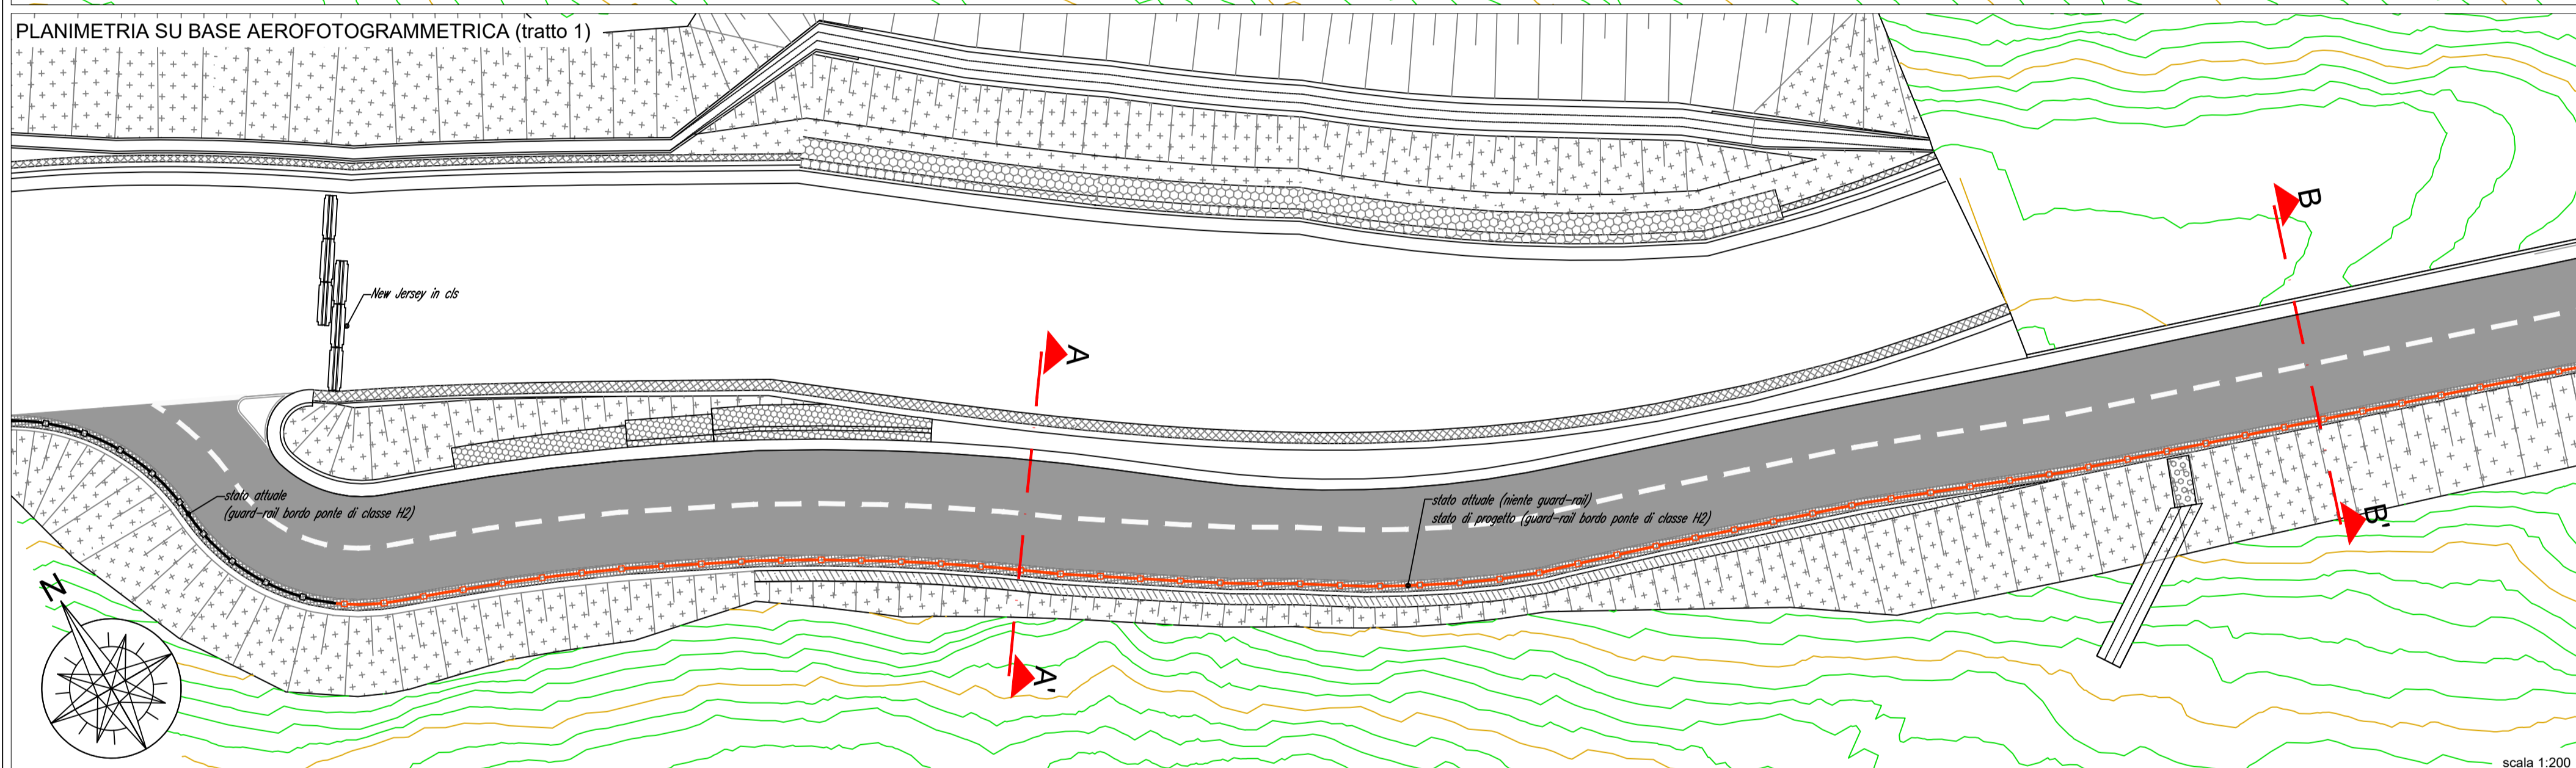 PLANIMETRIA SU BASE AEROFOTOGRAMMETRICA (tratto 1)
B
New Jersey in cls
A
stato attuale
(guard-rail bordo ponte di classe H2)
stato attuale (niente guard-rail)
stato di progetto (guard-rail bordo ponte di classe H2)
B'
N
A'
scala 1:200